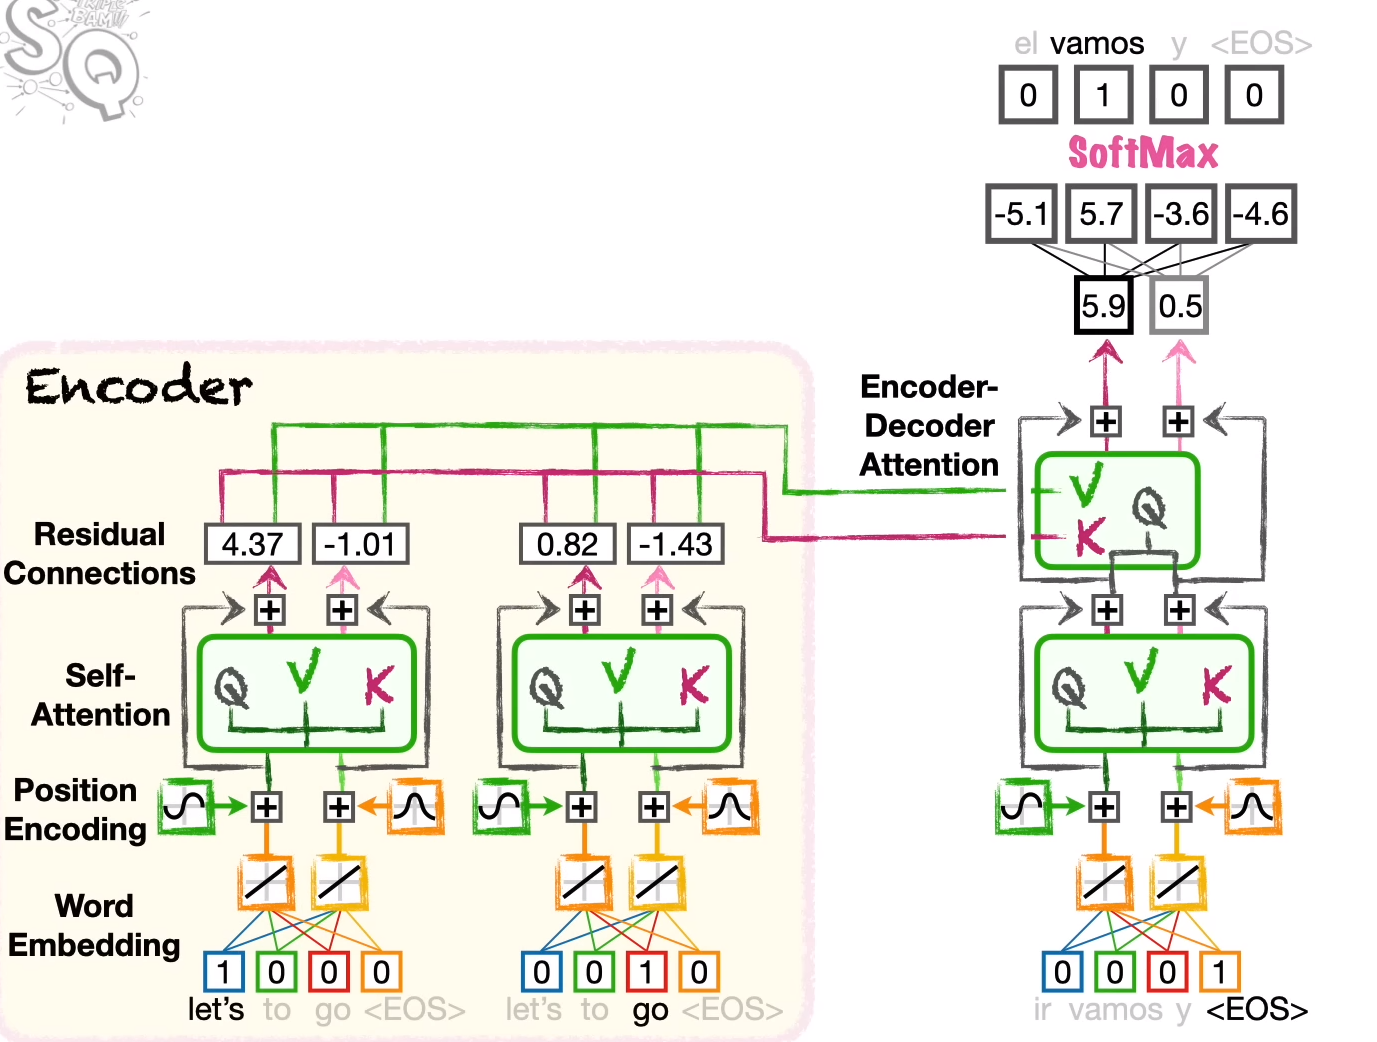 SQ
TRIPLE
BAM!!!
el vamos y <EOS>
0 1 0 0
SoftMax
-5.1 5.7 -3.6 -4.6
5.9 0.5
Encoder
Encoder-
Decoder
Attention
+ +
V
Q
K
Residual
Connections
4.37 -1.01 0.82 -1.43
+ + + + + +
Self-
Attention
Q V K Q V K Q V K
Position
Encoding
+ + + + + +
Word
Embedding
1 0 0 0 0 0 1 0 0 0 0 1
let's to go <EOS> let's to go <EOS> ir vamos y <EOS>